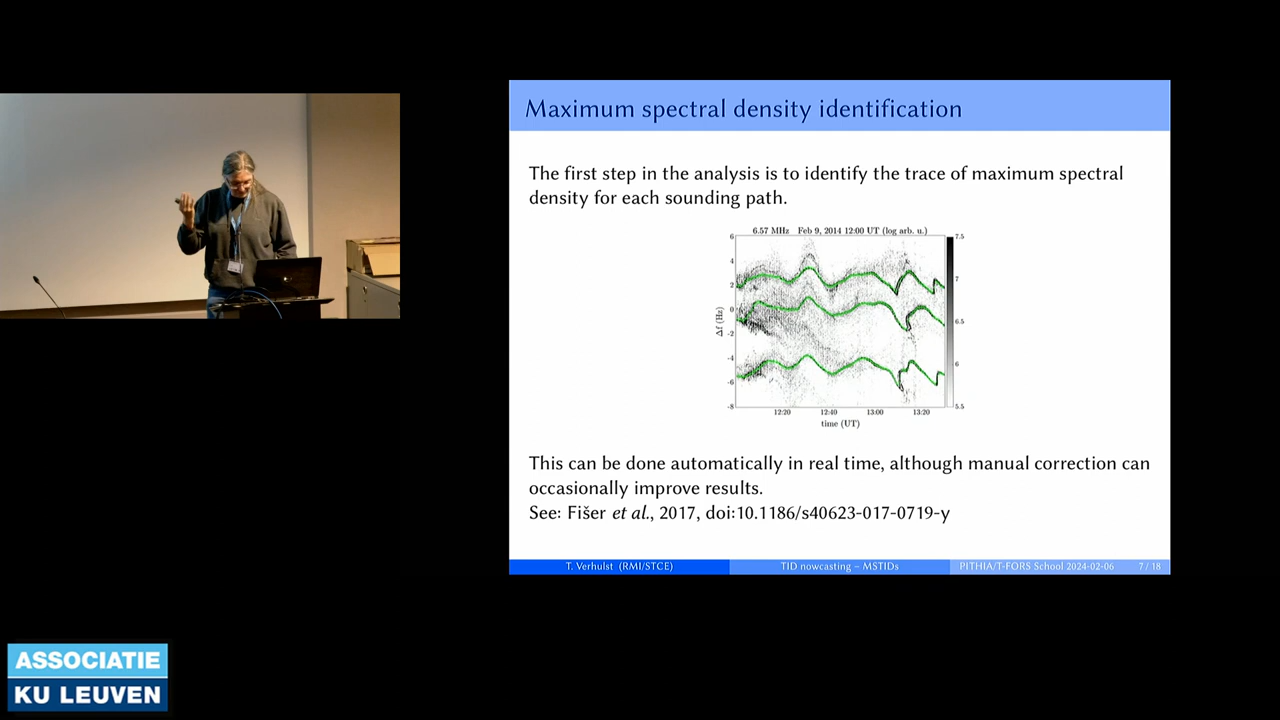 Maximum spectral density identification
The first step in the analysis is to identify the trace of maximum spectral
density for each sounding path.
6.57 MHz Feb 9, 2014 12:00 UT (log arb. u.)
6
4
2
0
-2
-4
-6
-8
Δf (Hz)
12:20 12:40 13:00 13:20
time (UT)
7.5
7
6.5
6
5.5
This can be done automatically in real time, although manual correction can
occasionally improve results.
See: Fišer et al., 2017, doi:10.1186/s40623-017-0719-y
T. Verhulst (RMI/STCE) TID nowcasting – MSTIDs PITHIA/T-FORS School 2024-02-06 7 / 18
ASSOCIATIE
KU LEUVEN